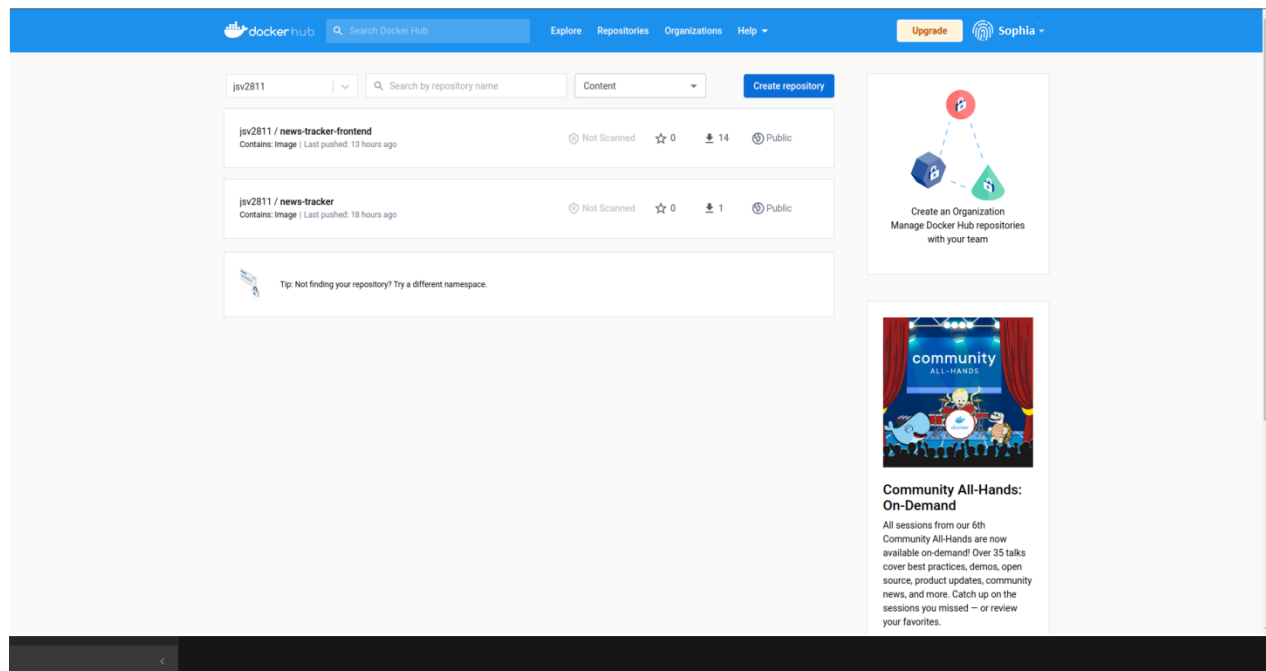 dockerhub
Search Docker Hub
Explore
Repositories
Organizations
Help
Upgrade
Sophia
jsv2811
Search by repository name
Content
Create repository
jsv2811 / news-tracker-frontend
Contains: Image | Last pushed: 13 hours ago
Not Scanned
0
14
Public
jsv2811 / news-tracker
Contains: Image | Last pushed: 18 hours ago
Not Scanned
0
1
Public
Tip: Not finding your repository? Try a different namespace.
Create an Organization
Manage Docker Hub repositories
with your team
community
ALL-HANDS
docker
Community All-Hands:
On-Demand
All sessions from our 6th
Community All-Hands are now
available on-demand! Over 35 talks
cover best practices, demos, open
source, product updates, community
news, and more. Catch up on the
sessions you missed — or review
your favorites.